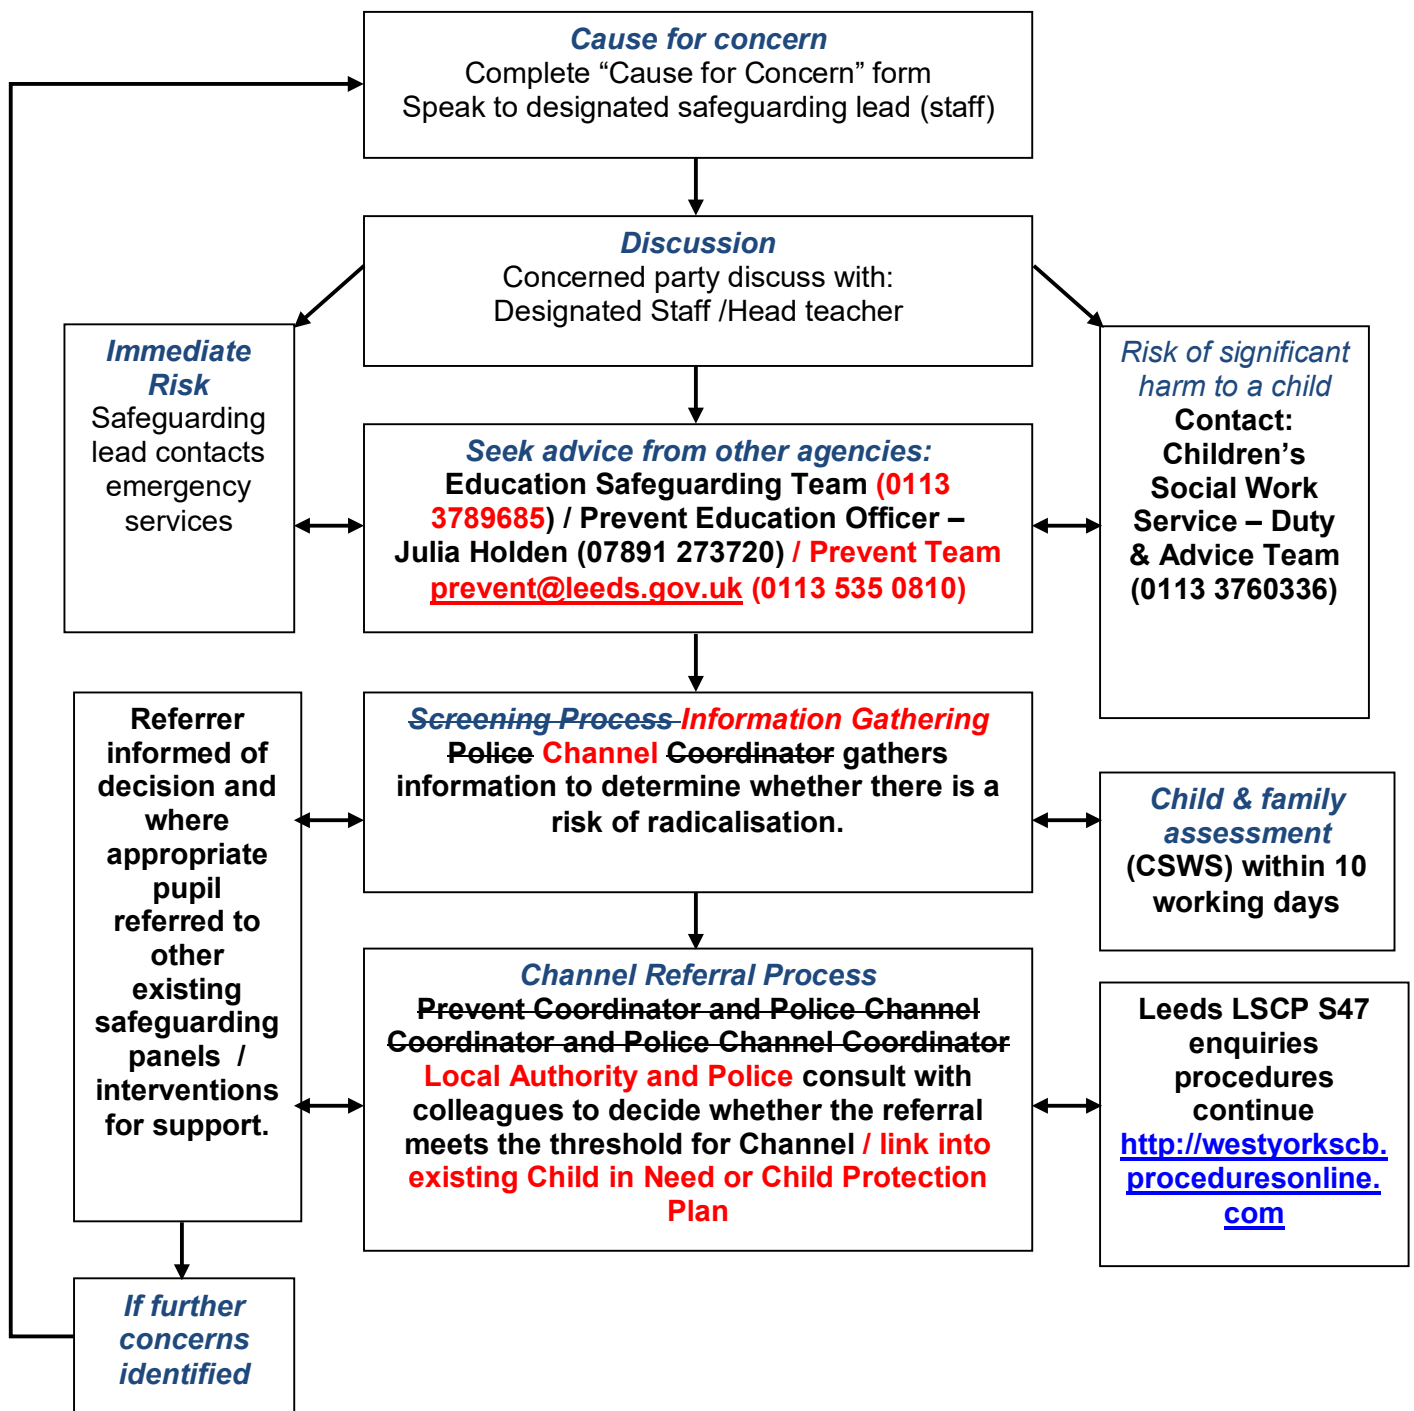 Cause for concern
Complete “Cause for Concern” form
Speak to designated safeguarding lead (staff)
Discussion
Concerned party discuss with:
Designated Staff /Head teacher
Immediate
Risk
Safeguarding
lead contacts
emergency
services
Seek advice from other agencies:
Education Safeguarding Team (0113
3789685) / Prevent Education Officer –
Julia Holden (07891 273720) / Prevent Team
prevent@leeds.gov.uk (0113 535 0810)
Risk of significant
harm to a child
Contact:
Children’s
Social Work
Service – Duty
& Advice Team
(0113 3760336)
Referrer
informed of
decision and
where
appropriate
pupil
referred to
other
existing
safeguarding
panels /
interventions
for support.
Screening Process Information Gathering
Police Channel Coordinator gathers
information to determine whether there is a
risk of radicalisation.
Child & family
assessment
(CSWS) within 10
working days
Channel Referral Process
Prevent Coordinator and Police Channel
Coordinator and Police Channel Coordinator
Local Authority and Police consult with
colleagues to decide whether the referral
meets the threshold for Channel / link into
existing Child in Need or Child Protection
Plan
Leeds LSCP S47
enquiries
procedures
continue
http://westyorkscb.
proceduresonline.
com
If further
concerns
identified